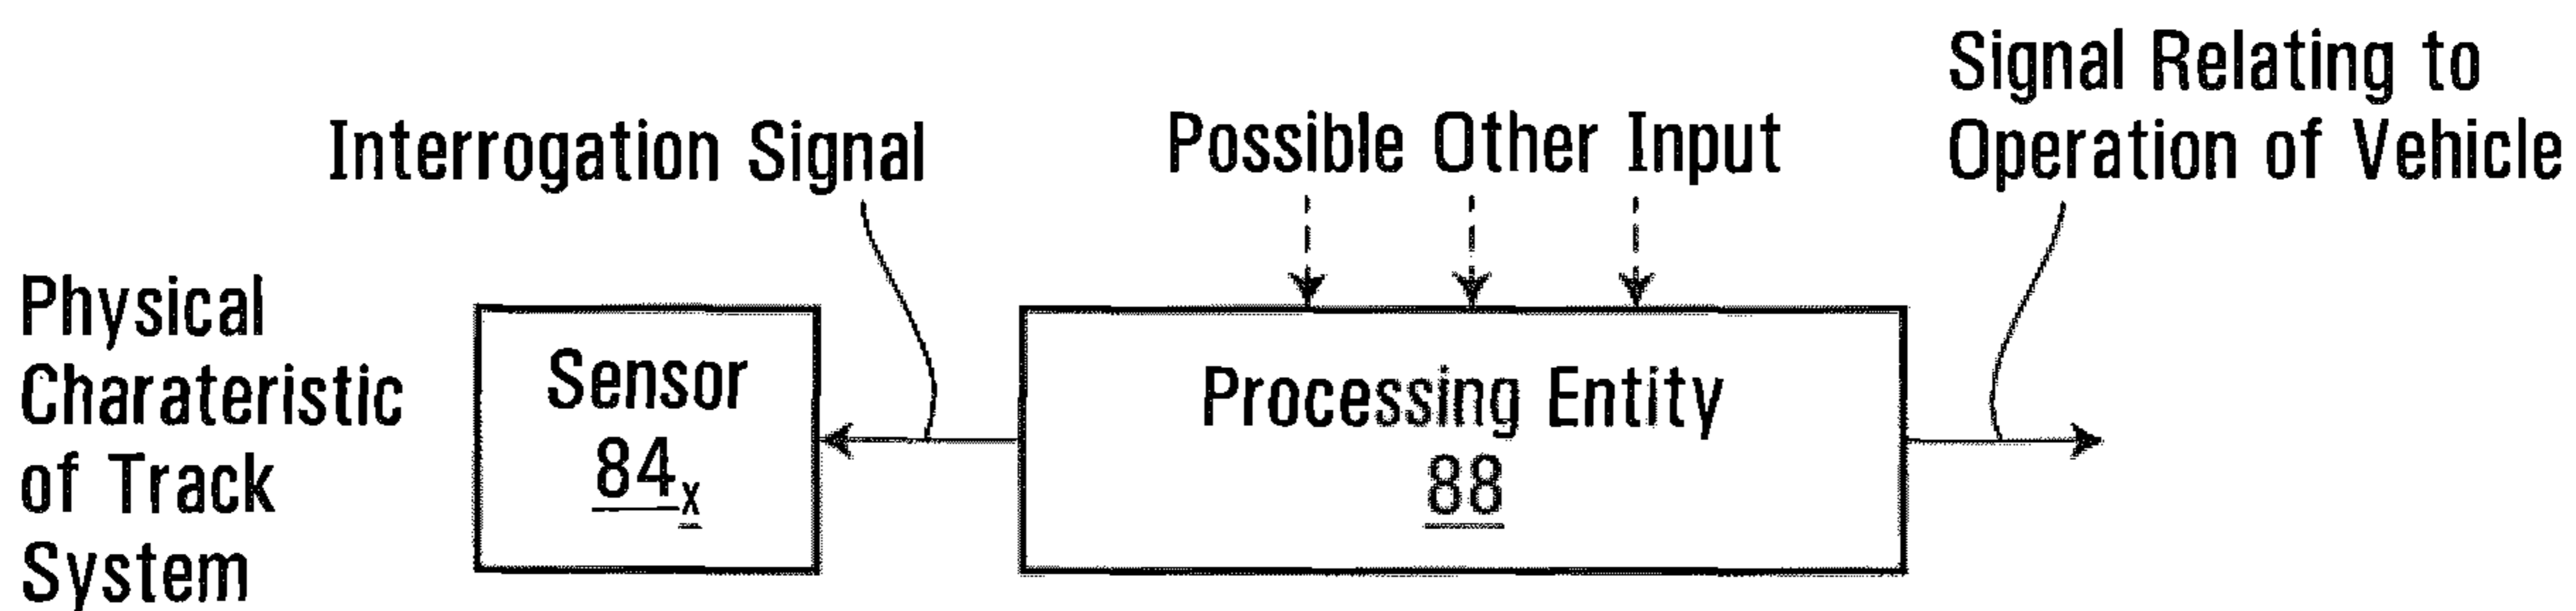 Signal Relating to
Operation of Vehicle
Interrogation Signal
Possible Other Input
Physical
Charateristic
of Track
System
Sensor
84x
Processing Entity
88